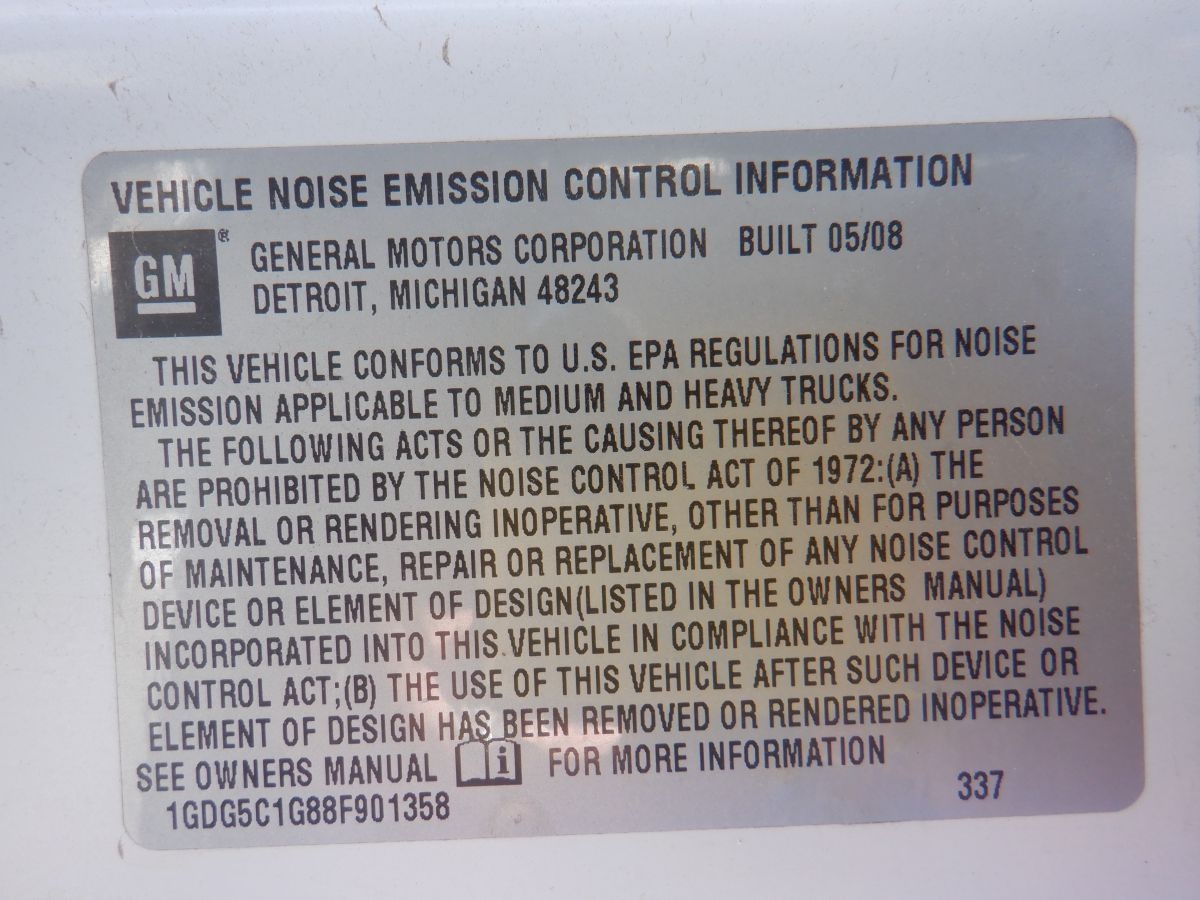 VEHICLE NOISE EMISSION CONTROL INFORMATION
GM ®
GENERAL MOTORS CORPORATION BUILT 05/08
DETROIT, MICHIGAN 48243
THIS VEHICLE CONFORMS TO U.S. EPA REGULATIONS FOR NOISE
EMISSION APPLICABLE TO MEDIUM AND HEAVY TRUCKS.
THE FOLLOWING ACTS OR THE CAUSING THEREOF BY ANY PERSON
ARE PROHIBITED BY THE NOISE CONTROL ACT OF 1972:(A) THE
REMOVAL OR RENDERING INOPERATIVE, OTHER THAN FOR PURPOSES
OF MAINTENANCE, REPAIR OR REPLACEMENT OF ANY NOISE CONTROL
DEVICE OR ELEMENT OF DESIGN(LISTED IN THE OWNERS MANUAL)
INCORPORATED INTO THIS VEHICLE IN COMPLIANCE WITH THE NOISE
CONTROL ACT;(B) THE USE OF THIS VEHICLE AFTER SUCH DEVICE OR
ELEMENT OF DESIGN HAS BEEN REMOVED OR RENDERED INOPERATIVE.
SEE OWNERS MANUAL i FOR MORE INFORMATION
1GDG5C1G88F901358 337